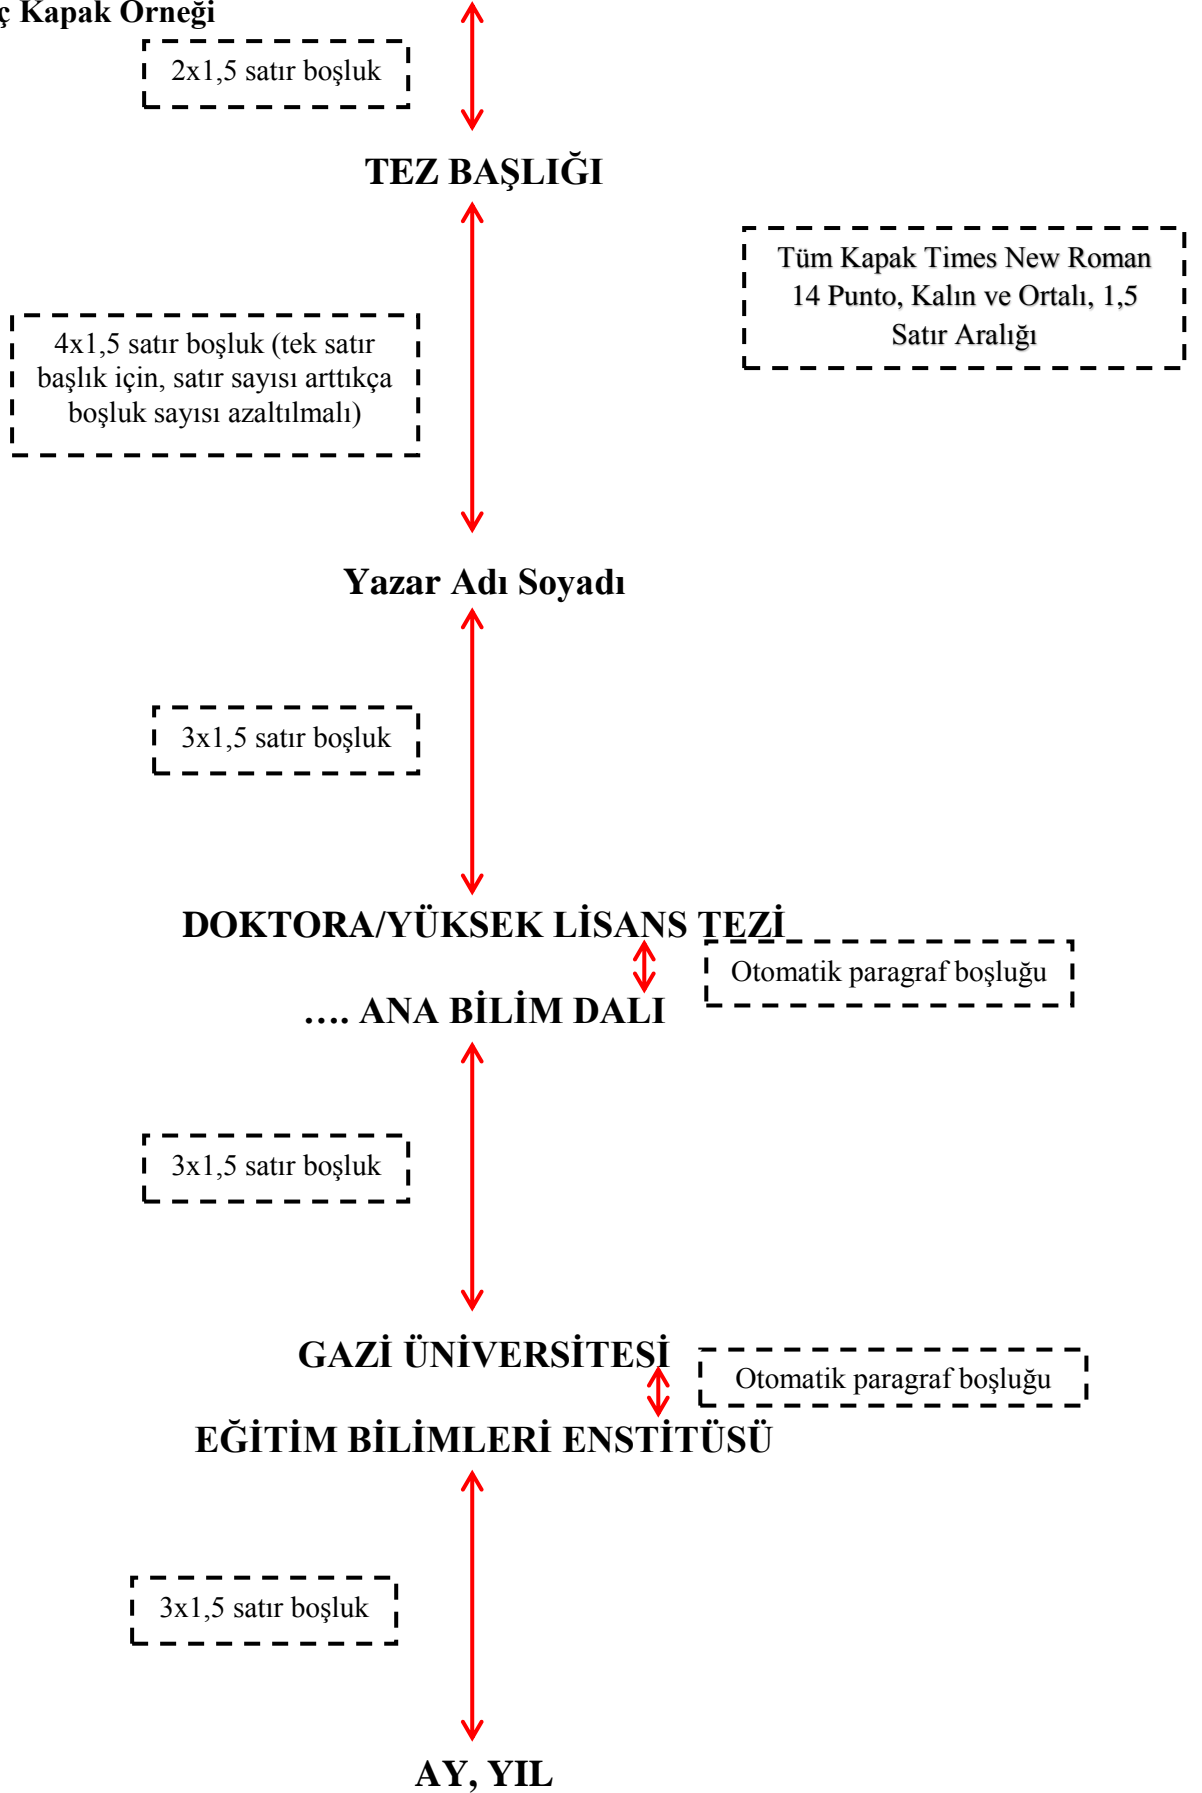 ç Kapak Örneği
2x1,5 satır boşluk
TEZ BAŞLIĞI
Tüm Kapak Times New Roman
14 Punto, Kalın ve Ortalı, 1,5
Satır Aralığı
4x1,5 satır boşluk (tek satır
başlık için, satır sayısı arttıkça
boşluk sayısı azaltılmalı)
Yazar Adı Soyadı
3x1,5 satır boşluk
DOKTORA/YÜKSEK LİSANS TEZİ
Otomatik paragraf boşluğu
.... ANA BİLİM DALI
3x1,5 satır boşluk
GAZİ ÜNİVERSİTESİ
Otomatik paragraf boşluğu
EĞİTİM BİLİMLERİ ENSTİTÜSÜ
3x1,5 satır boşluk
AY, YIL